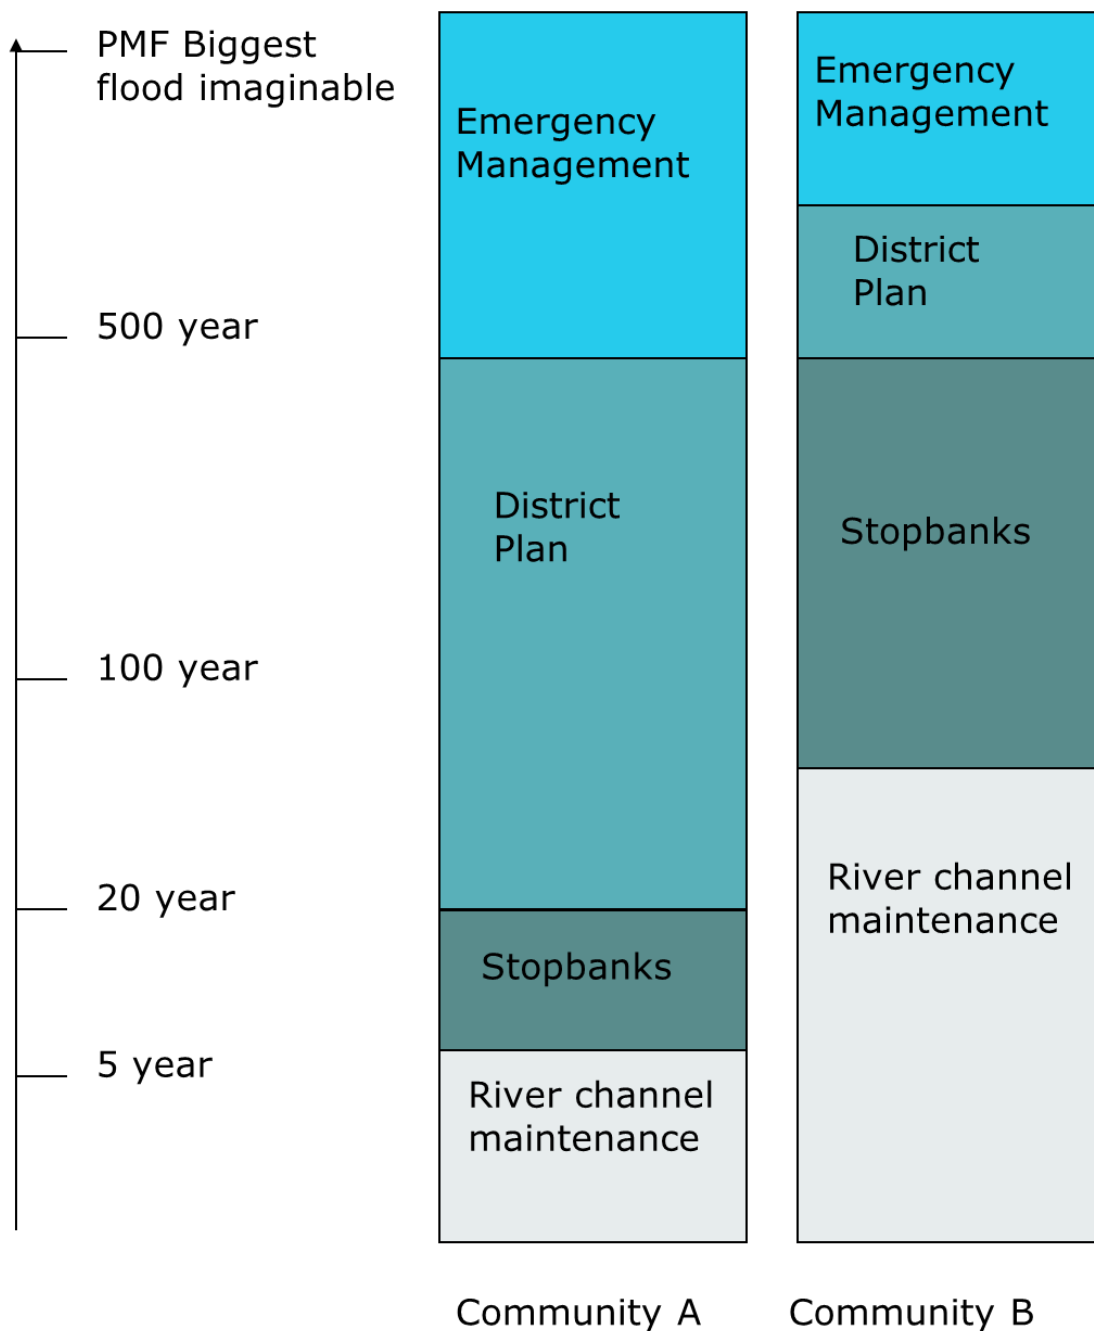 PMF Biggest
flood imaginable
500 year
100 year
20 year
5 year
Emergency
Management
District
Plan
Stopbanks
River channel
maintenance
Community A
Emergency
Management
District
Plan
Stopbanks
River channel
maintenance
Community B